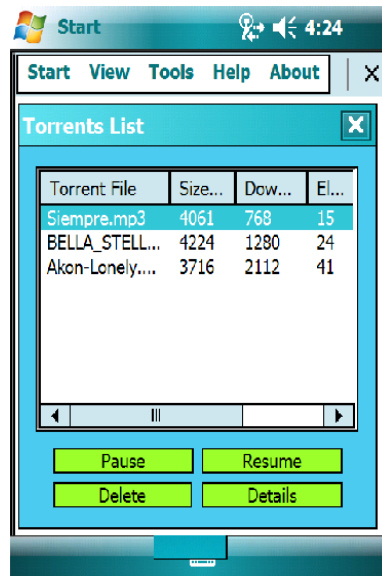 Start 4:24
Start View Tools Help About X
Torrents List X
Torrent File Size... Dow... El...
Siempre.mp3 4061 768 15
BELLA_STELL... 4224 1280 24
Akon-Lonely.... 3716 2112 41
Pause Resume
Delete Details